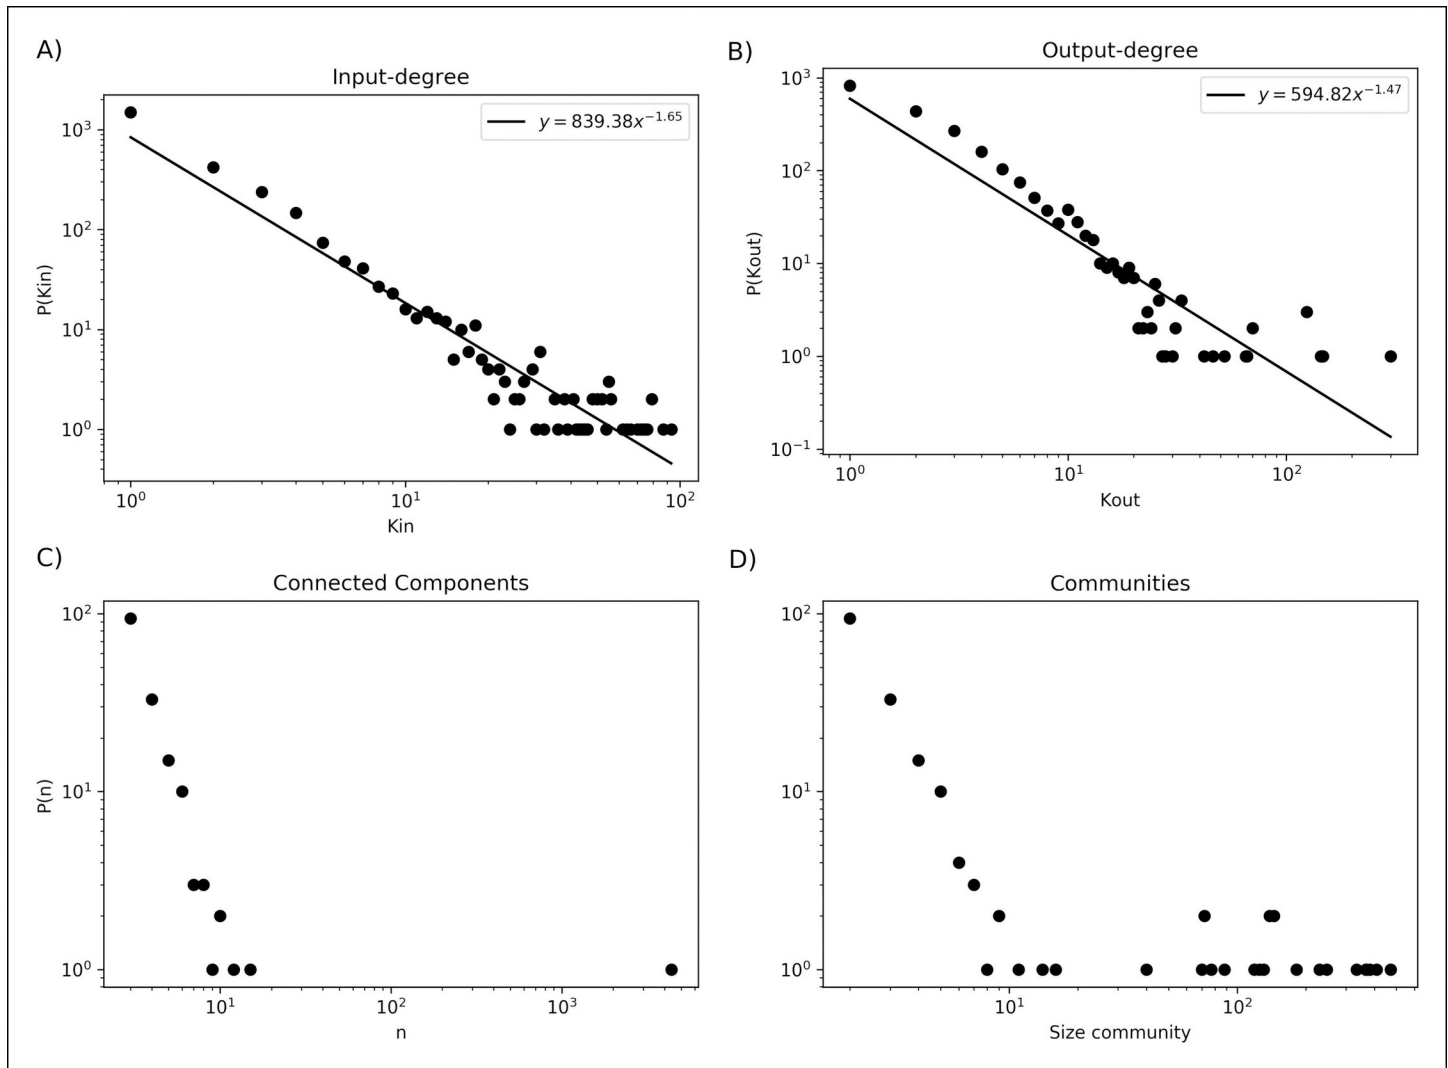 A)
Input-degree
y = 839.38x^{-1.65}
10^3
10^2
10^1
10^0
P(Kin)
10^0 10^1 10^2
Kin
B)
Output-degree
y = 594.82x^{-1.47}
10^3
10^2
10^1
10^0
10^{-1}
P(Kout)
10^0 10^1 10^2
Kout
C)
Connected Components
10^2
10^1
10^0
P(n)
10^1 10^2 10^3
n
D)
Communities
10^2
10^1
10^0
10^1 10^2
Size community